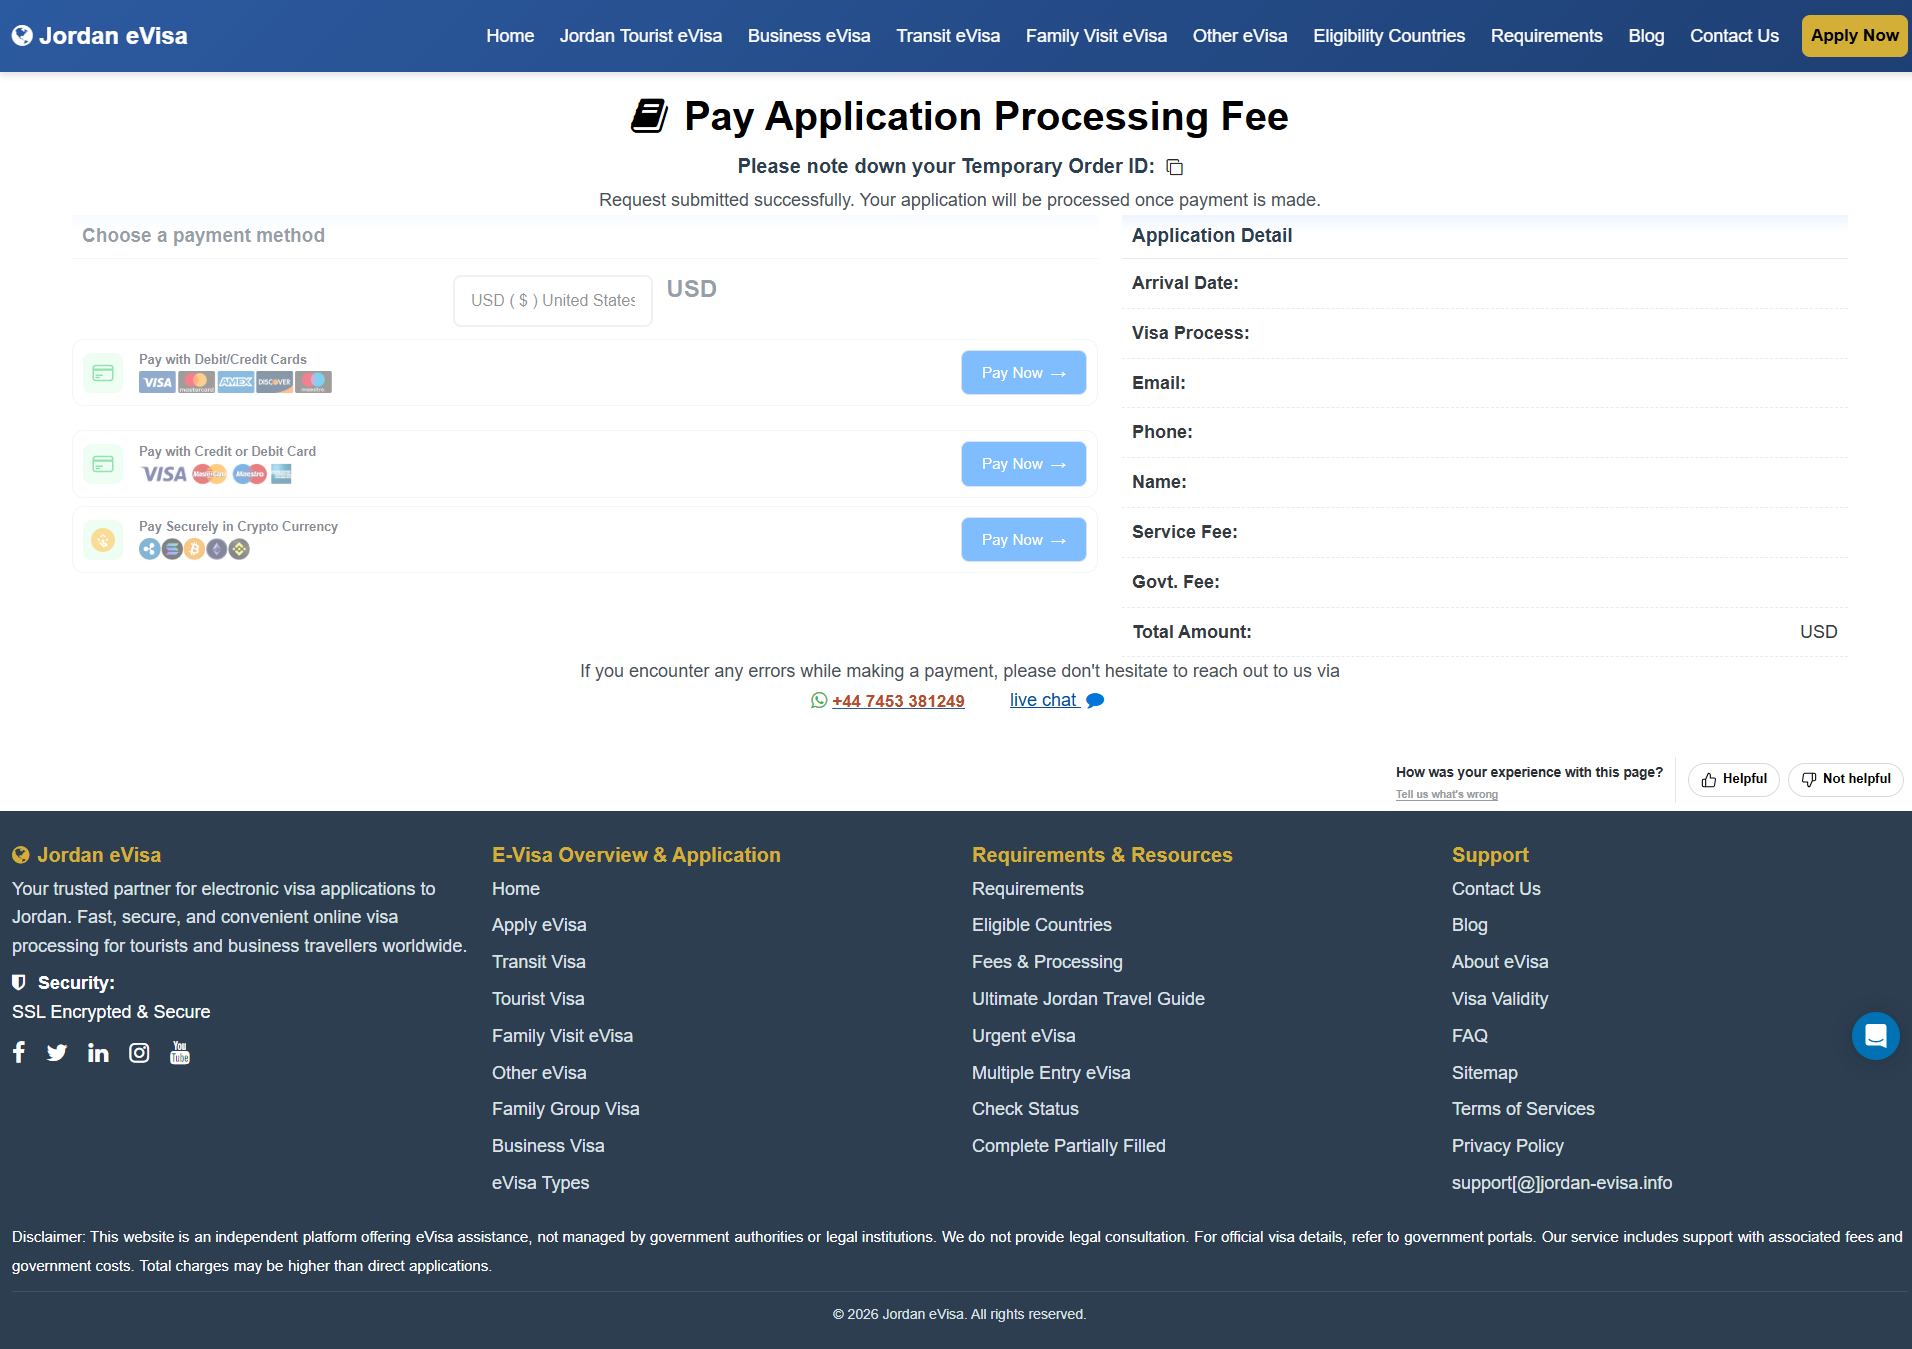 Jordan eVisa
Home
Jordan Tourist eVisa
Business eVisa
Transit eVisa
Family Visit eVisa
Other eVisa
Eligibility Countries
Requirements
Blog
Contact Us
Apply Now
Pay Application Processing Fee
Please note down your Temporary Order ID:
Request submitted successfully. Your application will be processed once payment is made.
Choose a payment method
USD ( $ ) United States
USD
Pay with Debit/Credit Cards
VISA mastercard AMEX DISCOVER maestro
Pay Now →
Pay with Credit or Debit Card
VISA MasterCard Maestro
Pay Now →
Pay Securely in Crypto Currency
Pay Now →
Application Detail
Arrival Date:
Visa Process:
Email:
Phone:
Name:
Service Fee:
Govt. Fee:
Total Amount: USD
If you encounter any errors while making a payment, please don't hesitate to reach out to us via
+44 7453 381249
live chat
How was your experience with this page?
Tell us what's wrong
Helpful
Not helpful
Jordan eVisa
Your trusted partner for electronic visa applications to
Jordan. Fast, secure, and convenient online visa
processing for tourists and business travellers worldwide.
Security:
SSL Encrypted & Secure
You Tube
E-Visa Overview & Application
Home
Apply eVisa
Transit Visa
Tourist Visa
Family Visit eVisa
Other eVisa
Family Group Visa
Business Visa
eVisa Types
Requirements & Resources
Requirements
Eligible Countries
Fees & Processing
Ultimate Jordan Travel Guide
Urgent eVisa
Multiple Entry eVisa
Check Status
Complete Partially Filled
Support
Contact Us
Blog
About eVisa
Visa Validity
FAQ
Sitemap
Terms of Services
Privacy Policy
support[@]jordan-evisa.info
Disclaimer: This website is an independent platform offering eVisa assistance, not managed by government authorities or legal institutions. We do not provide legal consultation. For official visa details, refer to government portals. Our service includes support with associated fees and
government costs. Total charges may be higher than direct applications.
© 2026 Jordan eVisa. All rights reserved.